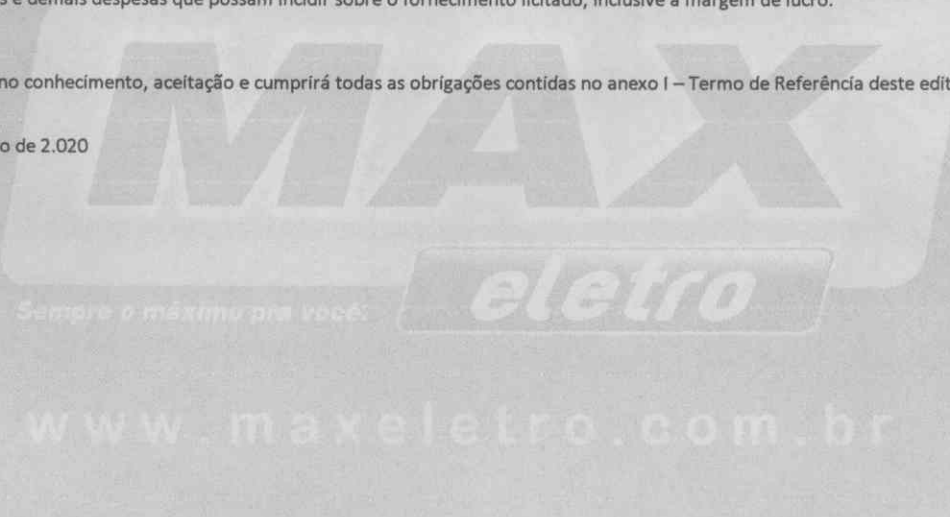 s e demais despesas que possam incidir sobre o fornecimento licitado, inclusive a margem de lucro.
no conhecimento, aceitação e cumprirá todas as obrigações contidas no anexo I – Termo de Referência deste edit
o de 2.020
MAX
eletro
Sempre o máximo pra você:
www.maxeletro.com.br